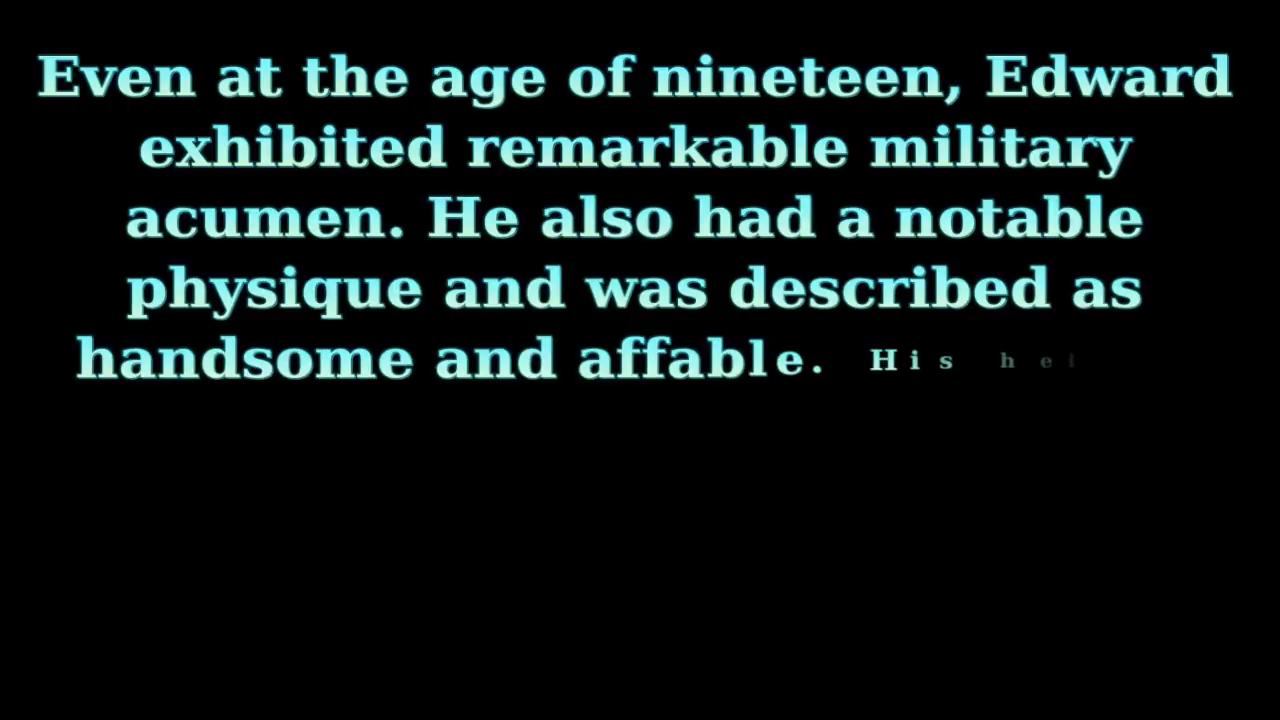 Even at the age of nineteen, Edward
exhibited remarkable military
acumen. He also had a notable
physique and was described as
handsome and affable. His